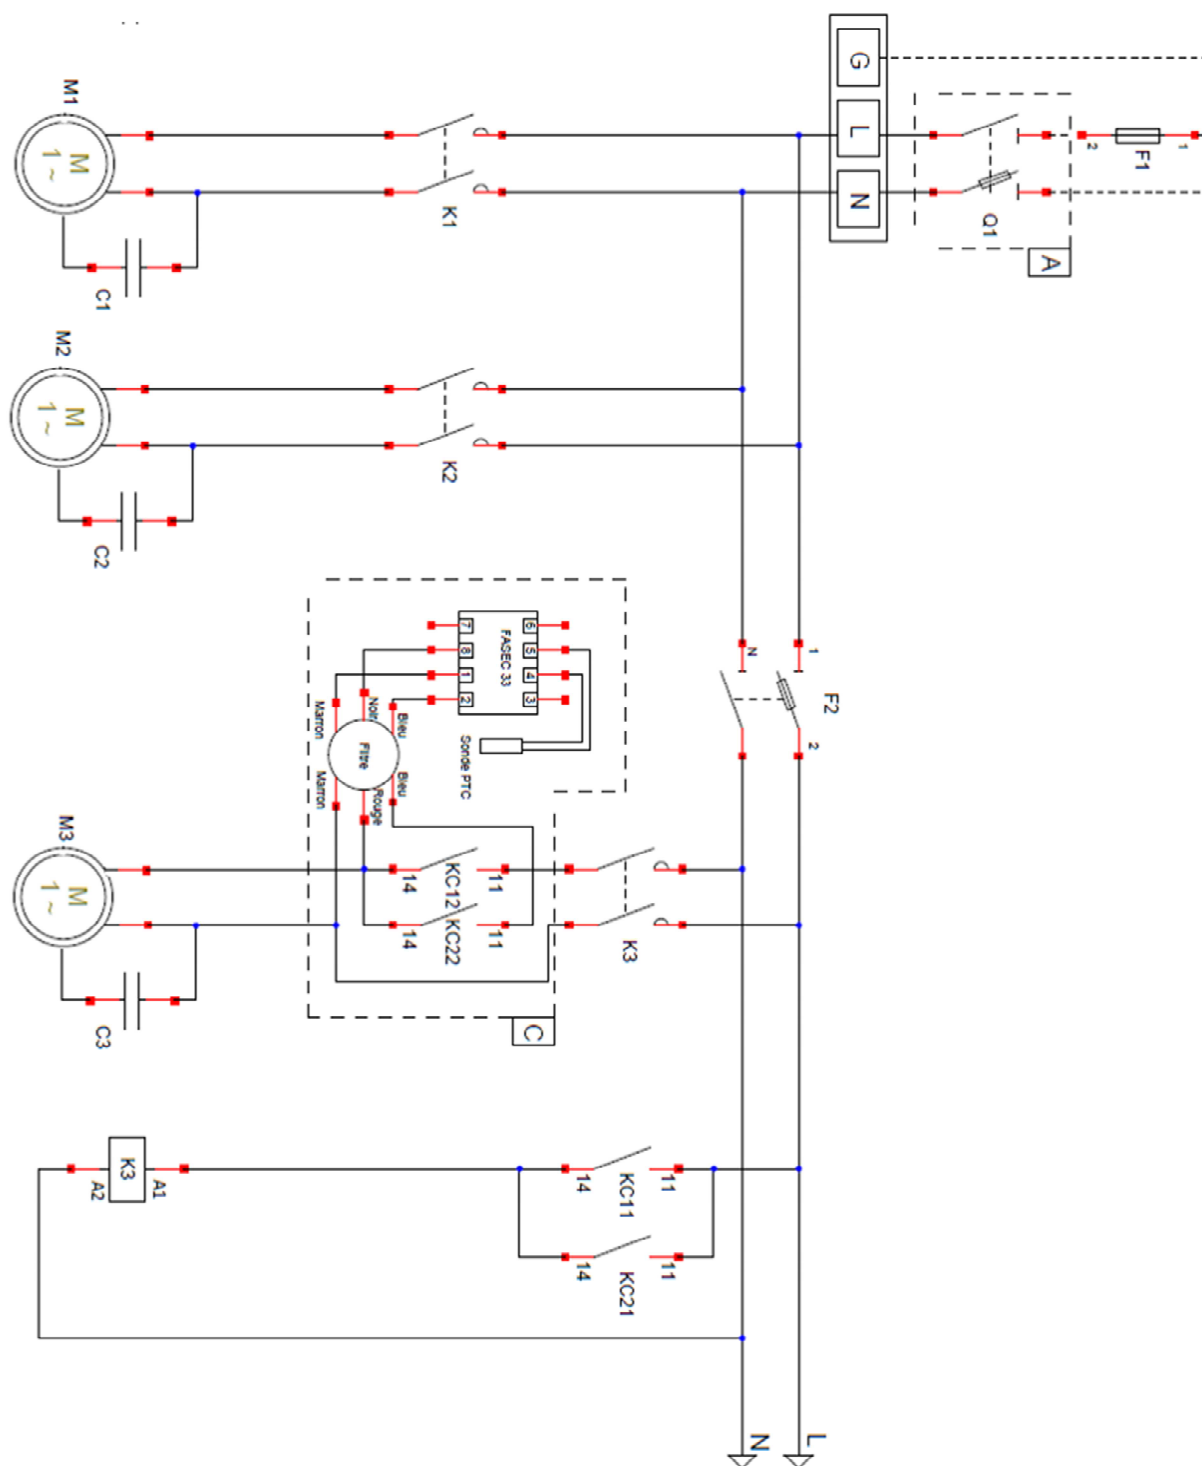 G
L
N
A
Q1
F1
1
2
M1
M
1 ~
C1
K1
M2
M
1 ~
C2
K2
FASEC 33
7
8
1
2
6
5
4
3
Sonde PTC
Marron
Noir
Bleu
Filtre
Marron
Rouge
Bleu
N
1
F2
2
M3
M
1 ~
C3
14
KC12
11
14
KC22
11
K3
C
A2
K3
A1
14
KC11
11
14
KC21
11
N
L